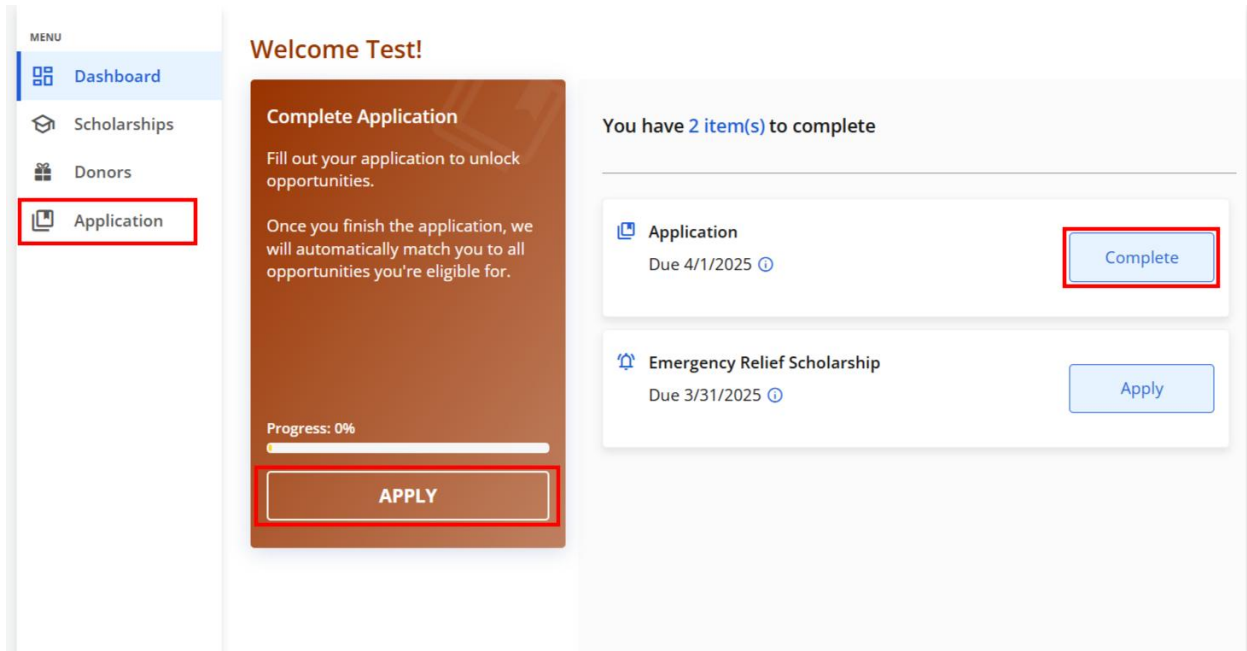 MENU
Dashboard
Scholarships
Donors
Application
Welcome Test!
Complete Application
Fill out your application to unlock
opportunities.
Once you finish the application, we
will automatically match you to all
opportunities you're eligible for.
Progress: 0%
APPLY
You have 2 item(s) to complete
Application
Due 4/1/2025
Complete
Emergency Relief Scholarship
Due 3/31/2025
Apply